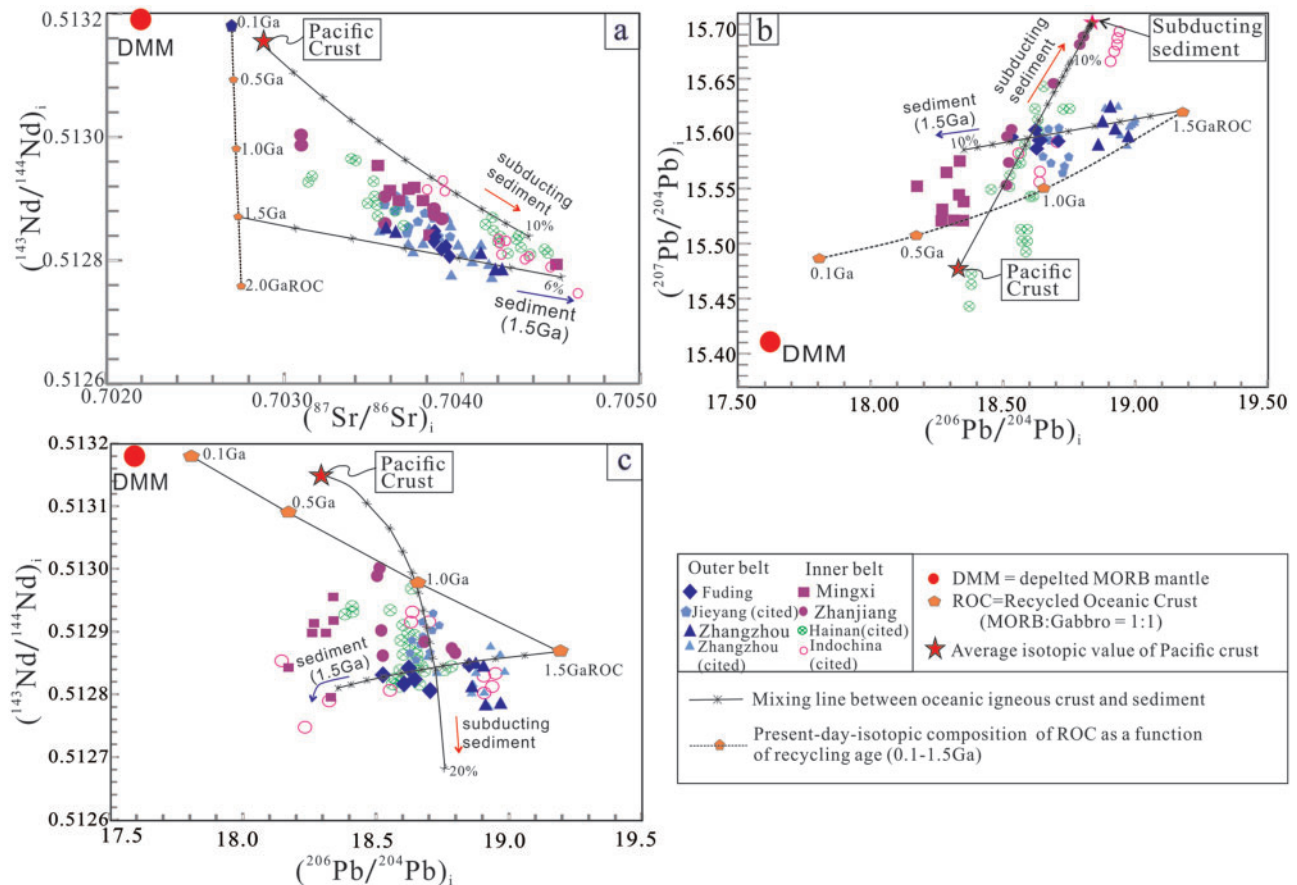 a
0.5132
0.5130
0.5128
0.5126
(¹⁴³Nd/¹⁴⁴Nd)i
0.1Ga
DMM
Pacific
Crust
0.5Ga
1.0Ga
1.5Ga
2.0GaROC
subducting
sediment
10%
6%
sediment
(1.5Ga)
0.7020
0.7030
0.7040
0.7050
(⁸⁷Sr/⁸⁶Sr)i
b
15.70
15.60
15.55
15.50
15.45
15.40
(²⁰⁷Pb/²⁰⁴Pb)i
subducting
sediment
Subducting
sediment
10%
sediment
(1.5Ga)
10%
1.5GaROC
1.0Ga
0.5Ga
0.1Ga
Pacific
Crust
DMM
17.50
18.00
18.50
19.00
19.50
(²⁰⁶Pb/²⁰⁴Pb)i
c
0.5132
0.5131
0.5130
0.5129
0.5128
0.5127
0.5126
(¹⁴³Nd/¹⁴⁴Nd)i
DMM
0.1Ga
Pacific
Crust
0.5Ga
1.0Ga
1.5GaROC
sediment
(1.5Ga)
subducting
sediment
20%
17.5
18.0
18.5
19.0
19.5
(²⁰⁶Pb/²⁰⁴Pb)i
Outer belt
Fuding
Jieyang (cited)
Zhangzhou
Zhangzhou
(cited)
Inner belt
Mingxi
Zhanjiang
Hainan(cited)
Indochina
(cited)
DMM = depelted MORB mantle
ROC=Recycled Oceanic Crust
(MORB:Gabbro = 1:1)
Average isotopic value of Pacific crust
Mixing line between oceanic igneous crust and sediment
Present-day-isotopic composition of ROC as a function
of recycling age (0.1-1.5Ga)